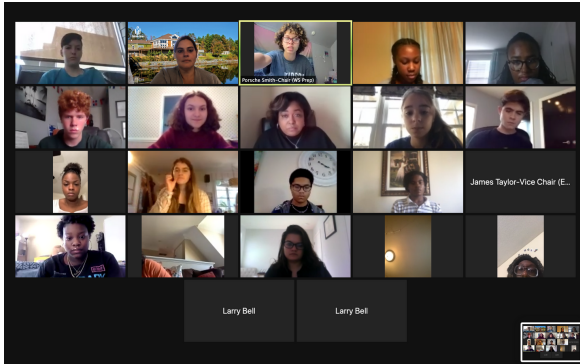 Porsche Smith-Chair (WS Prep)
James Taylor-Vice Chair (E...
Larry Bell
Larry Bell